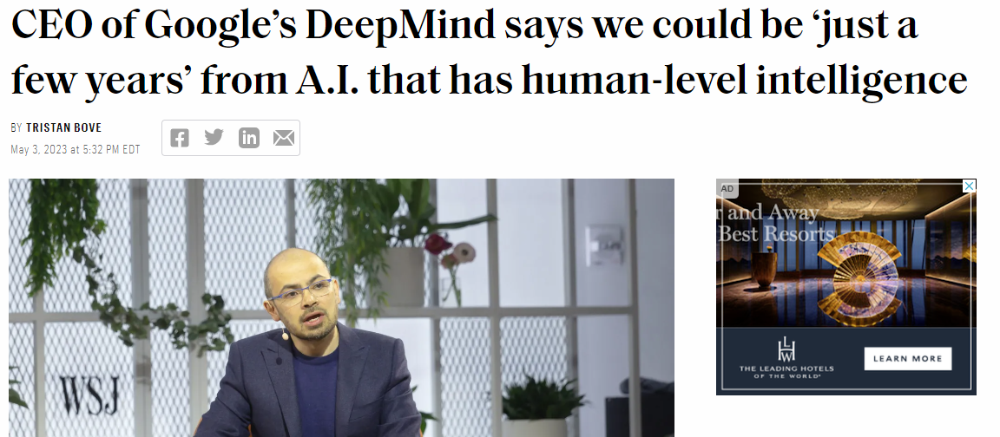 CEO of Google’s DeepMind says we could be ‘just a
few years’ from A.I. that has human-level intelligence
BY TRISTAN BOVE
May 3, 2023 at 5:32 PM EDT
in
WSJ
AD
r and Away
Best Resorts
L
H
W
THE LEADING HOTELS
OF THE WORLD®
LEARN MORE